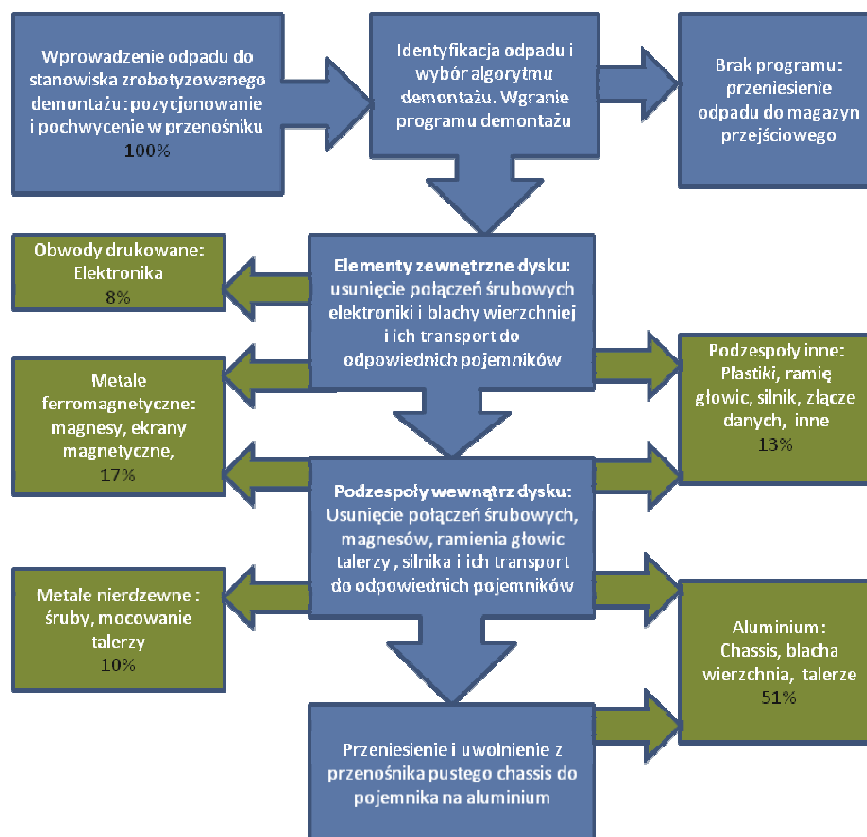 Wprowadzenie odpadu do
stanowiska zrobotyzowanego
demontażu: pozycjonowanie
i pochwycenie w przenośniku
100%
Identyfikacja odpadu i
wybór algorytmu
demontażu. Wgranie
programu demontażu
Brak programu:
przeniesienie
odpadu do magazyn
przejściowego
Obwody drukowane:
Elektronika
8%
Elementy zewnętrzne dysku:
usunięcie połączeń śrubowych
elektroniki i blachy wierzchniej
i ich transport do
odpowiednich pojemników
Metale
ferromagnetyczne:
magnesy, ekrany
magnetyczne,
17%
Podzespoły inne:
Plastiki, ramię
głowic, silnik, złącze
danych, inne
13%
Podzespoły wewnątrz dysku:
Usunięcie połączeń śrubowych,
magnesów, ramienia głowic
talerzy , silnika i ich transport
do odpowiednich pojemników
Metale nierdzewne :
śruby, mocowanie
talerzy
10%
Aluminium:
Chassis, blacha
wierzchnia, talerze
51%
Przeniesienie i uwolnienie z
przenośnika pustego chassis do
pojemnika na aluminium